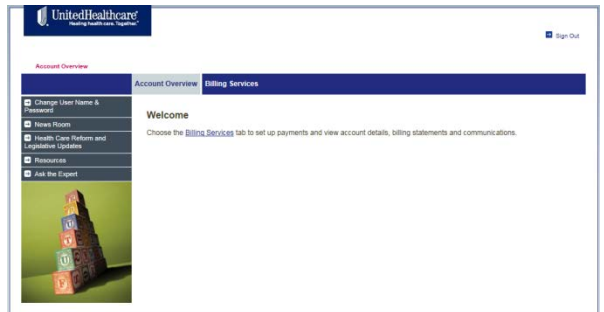 UnitedHealthcare®
Healing health care. Together.℠
Sign Out
Account Overview
Account Overview Billing Services
Change User Name &
Password
News Room
Health Care Reform and
Legislative Updates
Resources
Ask the Expert
Welcome
Choose the Billing Services tab to set up payments and view account details, billing statements and communications.